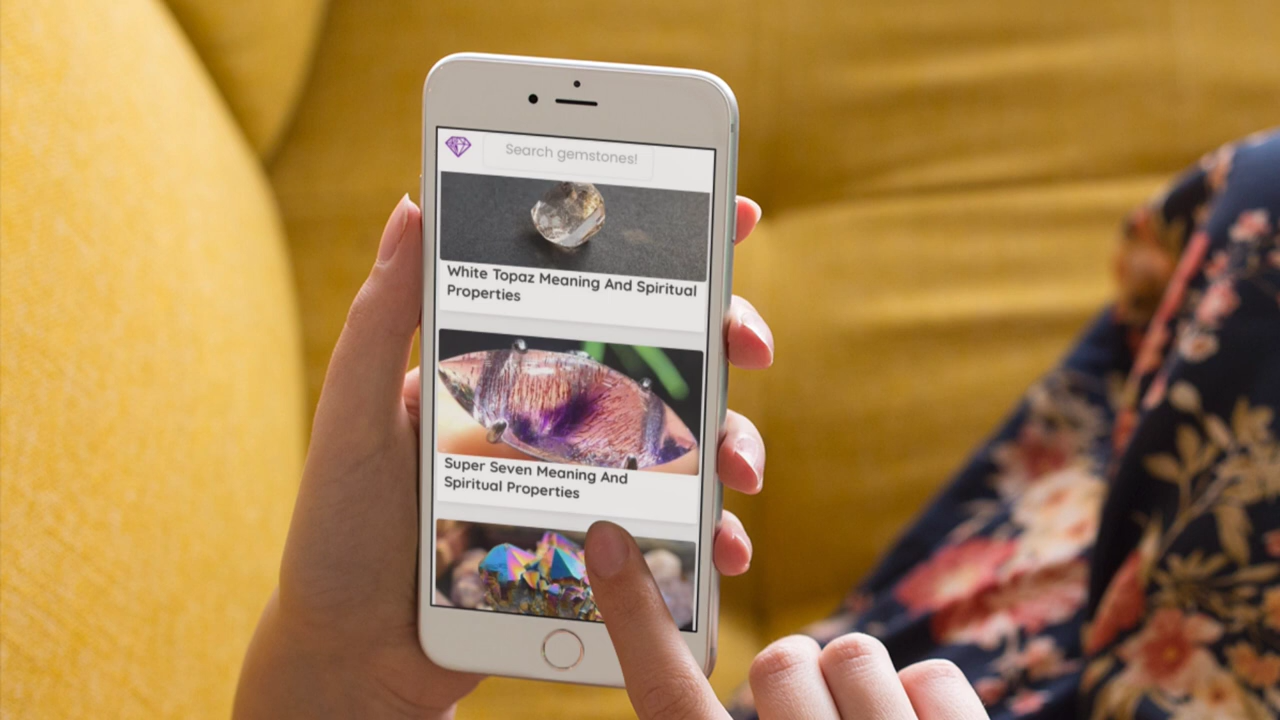 Search gemstones!
White Topaz Meaning And Spiritual
Properties
Super Seven Meaning And
Spiritual Properties